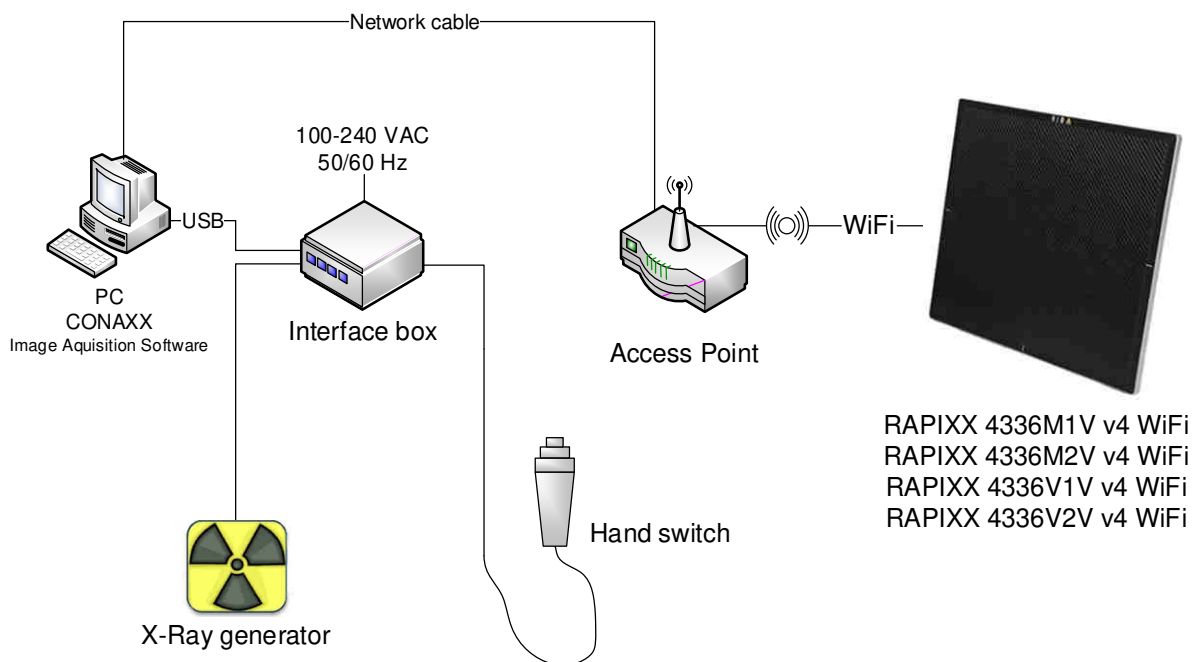 Network cable
100-240 VAC
50/60 Hz
USB
WiFi
PC
CONAXX
Image Aquisition Software
Interface box
Access Point
RAPIXX 4336M1V v4 WiFi
RAPIXX 4336M2V v4 WiFi
RAPIXX 4336V1V v4 WiFi
RAPIXX 4336V2V v4 WiFi
Hand switch
X-Ray generator